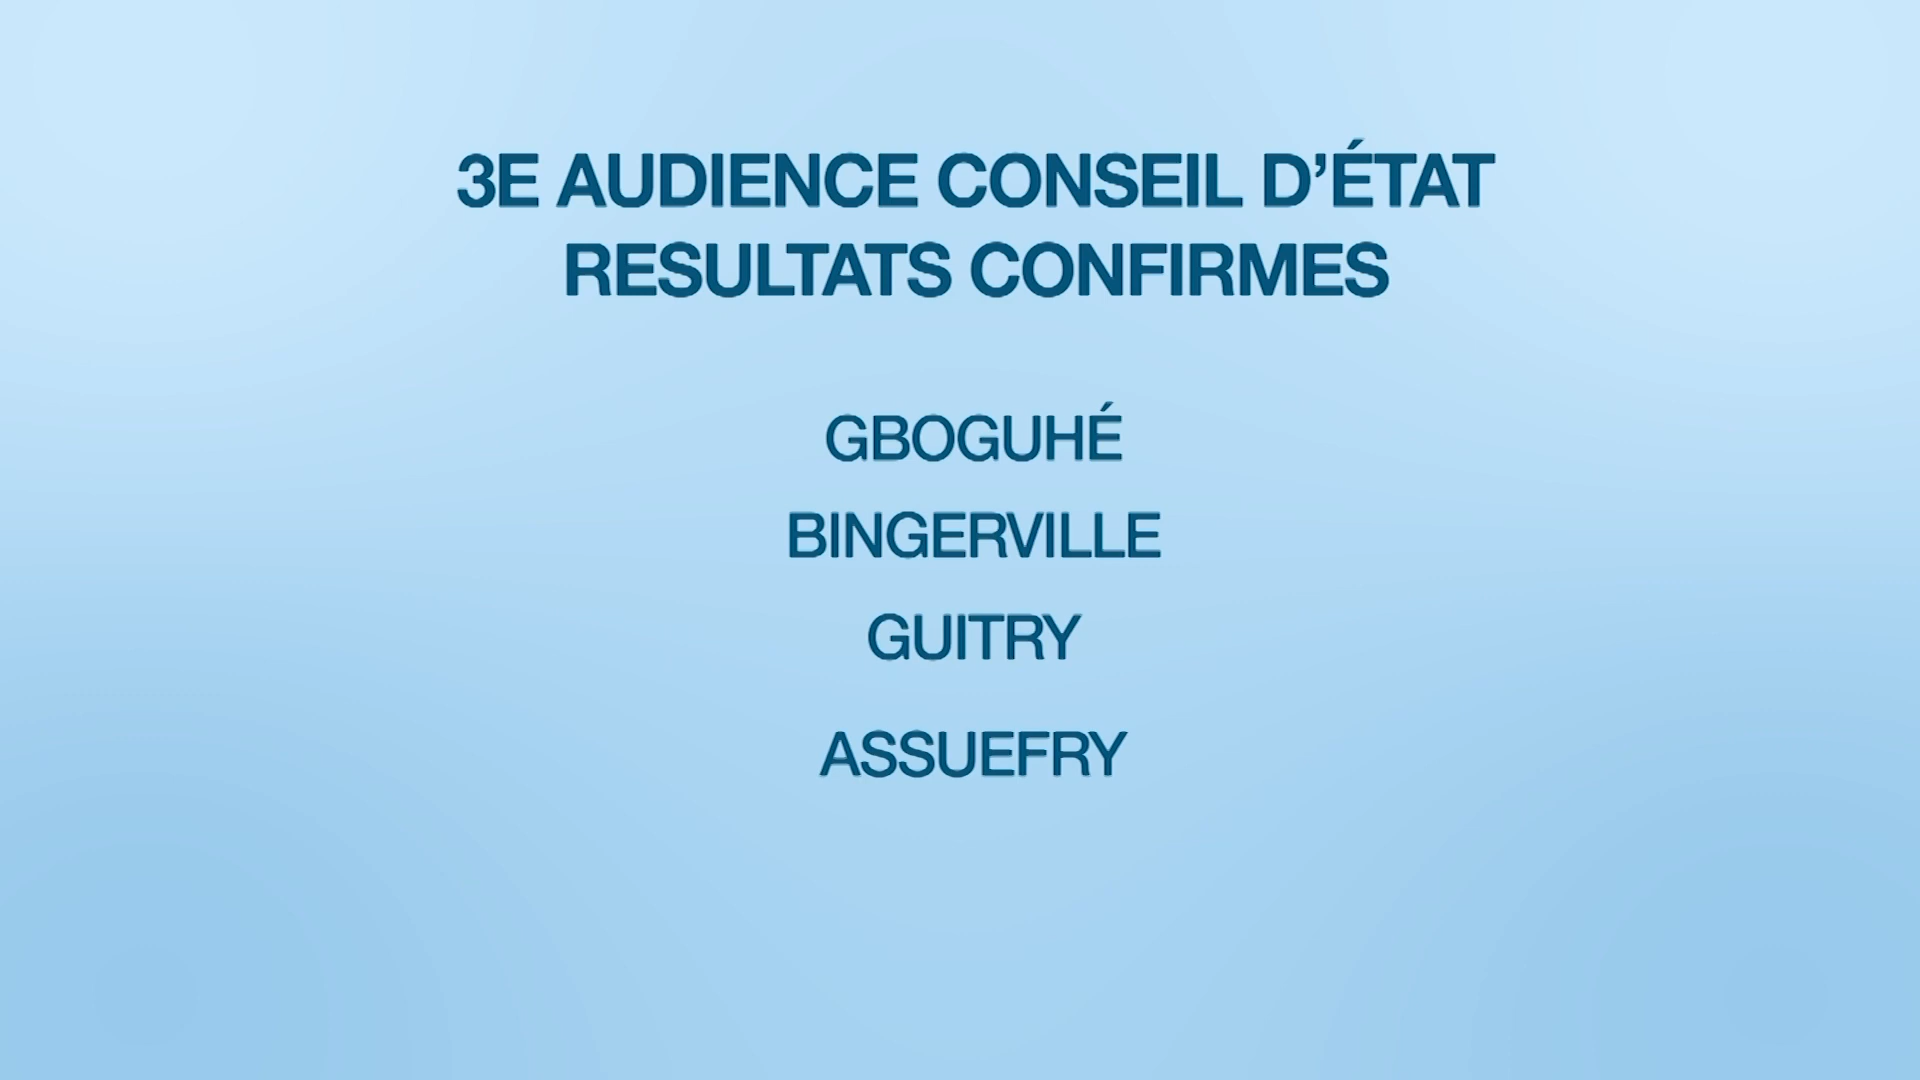 3E AUDIENCE CONSEIL D’ÉTAT
RESULTATS CONFIRMES
GBOGUHÉ
BINGERVILLE
GUITRY
ASSUEFRY